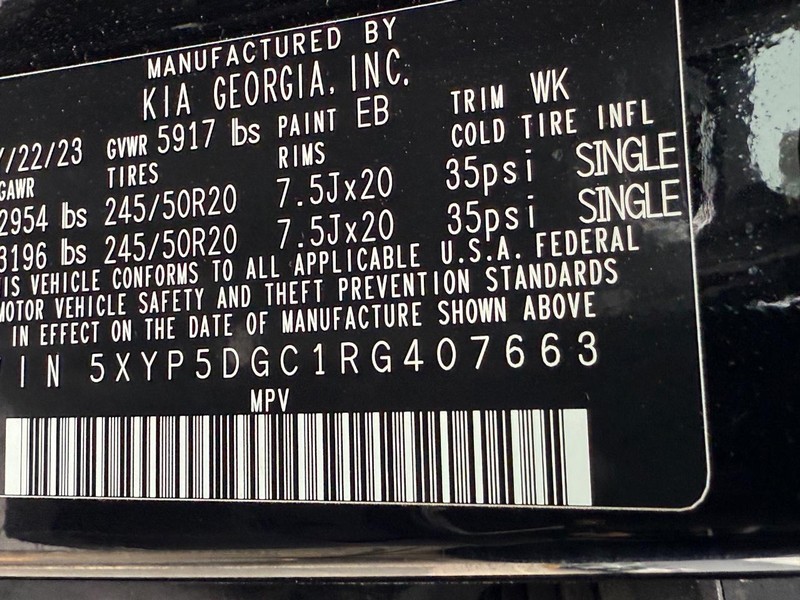 MANUFACTURED BY
KIA GEORGIA, INC.
/22/23 GVWR 5917 lbs PAINT EB TRIM WK
GAWR TIRES RIMS COLD TIRE INFL
2954 lbs 245/50R20 7.5Jx20 35psi SINGLE
3196 lbs 245/50R20 7.5Jx20 35psi SINGLE
IS VEHICLE CONFORMS TO ALL APPLICABLE U.S.A. FEDERAL
MOTOR VEHICLE SAFETY AND THEFT PREVENTION STANDARDS
IN EFFECT ON THE DATE OF MANUFACTURE SHOWN ABOVE
IN 5XYP5DGC1RG407663
MPV